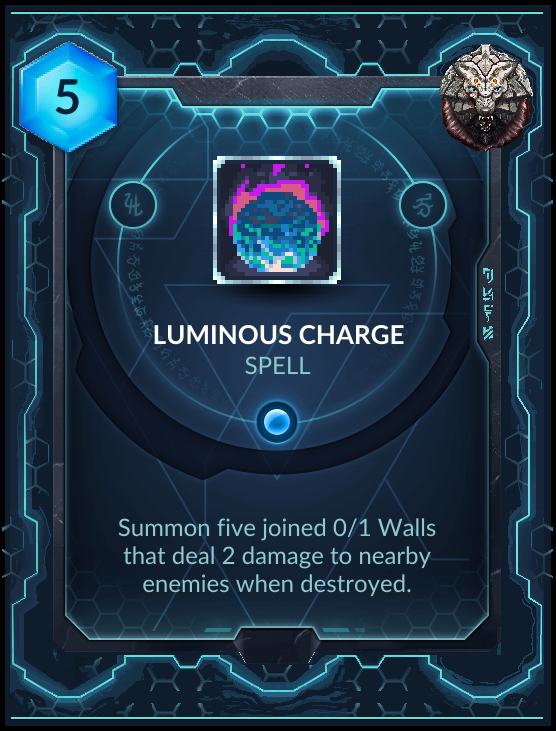 5
LUMINOUS CHARGE
SPELL
Summon five joined 0/1 Walls
that deal 2 damage to nearby
enemies when destroyed.